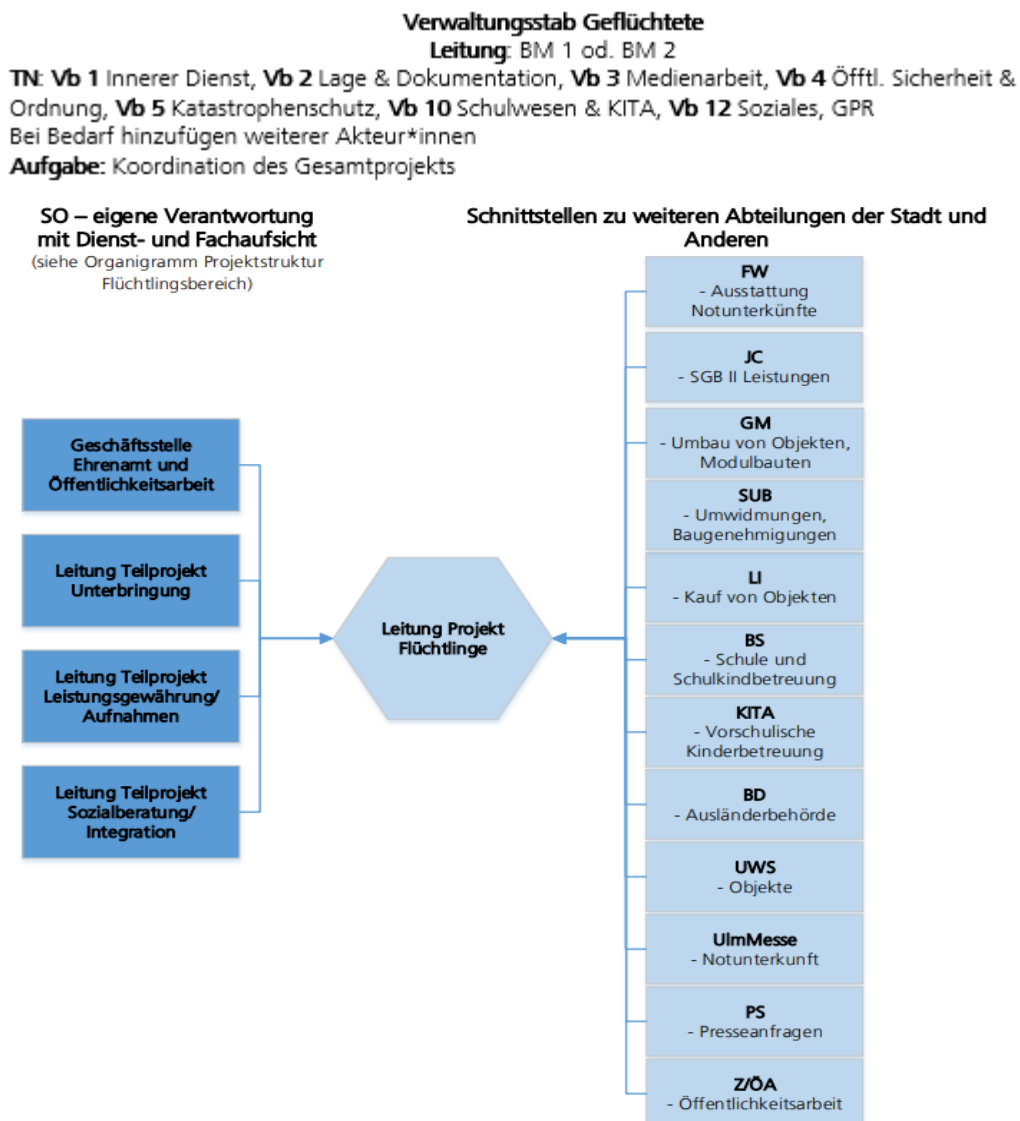 Verwaltungsstab Geflüchtete
Leitung: BM 1 od. BM 2
TN: Vb 1 Innerer Dienst, Vb 2 Lage & Dokumentation, Vb 3 Medienarbeit, Vb 4 Öfftl. Sicherheit &
Ordnung, Vb 5 Katastrophenschutz, Vb 10 Schulwesen & KITA, Vb 12 Soziales, GPR
Bei Bedarf hinzufügen weiterer Akteur*innen
Aufgabe: Koordination des Gesamtprojekts
SO – eigene Verantwortung
mit Dienst- und Fachaufsicht
(siehe Organigramm Projektstruktur
Flüchtlingsbereich)
Geschäftsstelle
Ehrenamt und
Öffentlichkeitsarbeit
Leitung Teilprojekt
Unterbringung
Leitung Teilprojekt
Leistungsgewährung/
Aufnahmen
Leitung Teilprojekt
Sozialberatung/
Integration
Leitung Projekt
Flüchtlinge
Schnittstellen zu weiteren Abteilungen der Stadt und
Anderen
FW
- Ausstattung
Notunterkünfte
JC
- SGB II Leistungen
GM
- Umbau von Objekten,
Modulbauten
SUB
- Umwidmungen,
Baugenehmigungen
LI
- Kauf von Objekten
BS
- Schule und
Schulkindbetreuung
KITA
- Vorschulische
Kinderbetreuung
BD
- Ausländerbehörde
UWS
- Objekte
UlmMesse
- Notunterkunft
PS
- Presseanfragen
Z/ÖA
- Öffentlichkeitsarbeit